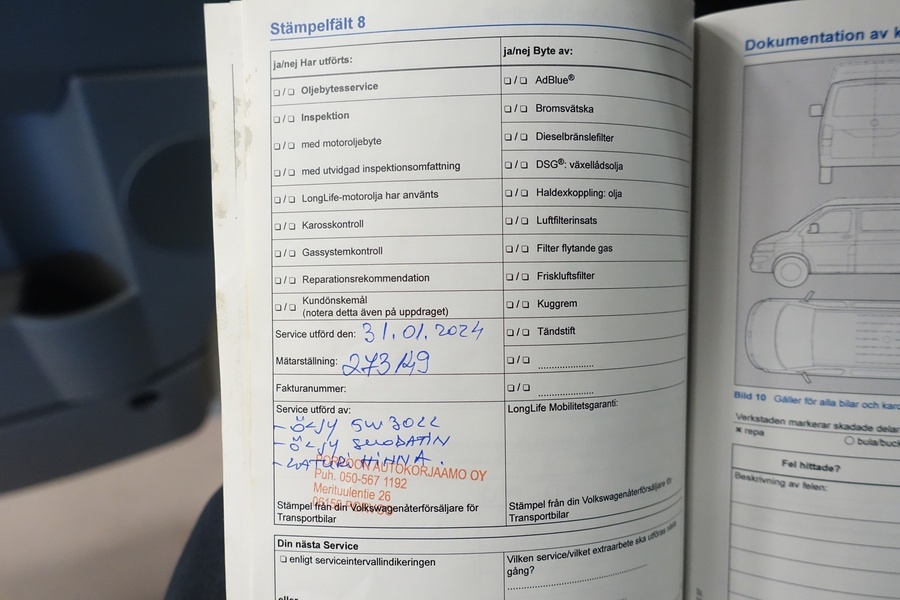 Stämpelfält 8
ja/nej Har utförts:
❏ / ❏ Oljebytesservice
❏ / ❏ Inspektion
❏ / ❏ med motoroljebyte
❏ / ❏ med utvidgad inspektionsomfattning
❏ / ❏ LongLife-motorolja har använts
❏ / ❏ Karosskontroll
❏ / ❏ Gassystemkontroll
❏ / ❏ Reparationsrekommendation
❏ / ❏ Kundönskemål
(notera detta även på uppdraget)
Service utförd den: 31.01.2024
Mätarställning:
Fakturanummer:
Service utförd av:
AUTOKORJAAMO OY
Puh. 050-567 1192
Merituulentie 26
Stämpel från din Volkswagenåterförsäljare för
Transportbilar
ja/nej Byte av:
❏ / ❏ AdBlue®
❏ / ❏ Bromsvätska
❏ / ❏ Dieselbränslefilter
❏ / ❏ DSG®: växellådsolja
❏ / ❏ Haldexkoppling: olja
❏ / ❏ Luftfilterinsats
❏ / ❏ Filter flytande gas
❏ / ❏ Friskluftsfilter
❏ / ❏ Kuggrem
❏ / ❏ Tändstift
❏ / ❏ ....................
❏ / ❏ ....................
LongLife Mobilitetsgaranti:
Stämpel från din Volkswagenåterförsäljare för
Transportbilar
Din nästa Service
❏ enligt serviceintervallindikeringen
Vilken service/vilket extraarbete ska utföras nästa
gång?
Dokumentation av
Bild 10 Gäller för alla bilar och
Verkstaden markerar skadade delar
× repa
○
Fel hittade?
Beskrivning av felen: